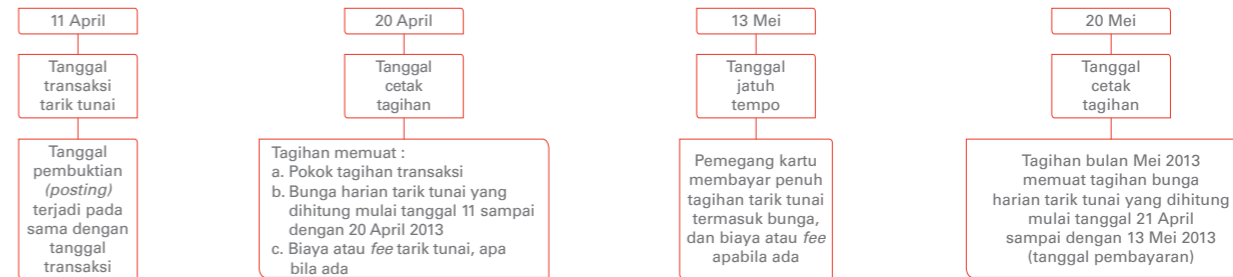 11 April
Tanggal
transaksi
tarik tunai
Tanggal
pembuktian
(posting)
terjadi pada
sama dengan
tanggal
transaksi
20 April
Tanggal
cetak
tagihan
Tagihan memuat :
a. Pokok tagihan transaksi
b. Bunga harian tarik tunai yang
dihitung mulai tanggal 11 sampai
dengan 20 April 2013
c. Biaya atau fee tarik tunai, apa
bila ada
13 Mei
Tanggal
jatuh
tempo
Pemegang kartu
membayar penuh
tagihan tarik tunai
termasuk bunga,
dan biaya atau fee
apabila ada
20 Mei
Tanggal
cetak
tagihan
Tagihan bulan Mei 2013
memuat tagihan bunga
harian tarik tunai yang dihitung
mulai tanggal 21 April
sampai dengan 13 Mei 2013
(tanggal pembayaran)